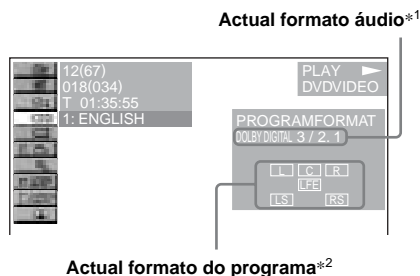 Actual formato áudio*1
12(67)
018(034)
T 01:35:55
1: ENGLISH
PLAY
DVDVIDEO
PROGRAMFORMAT
DOLBY DIGITAL 3 / 2. 1
L C R
LFE
LS RS
Actual formato do programa*2